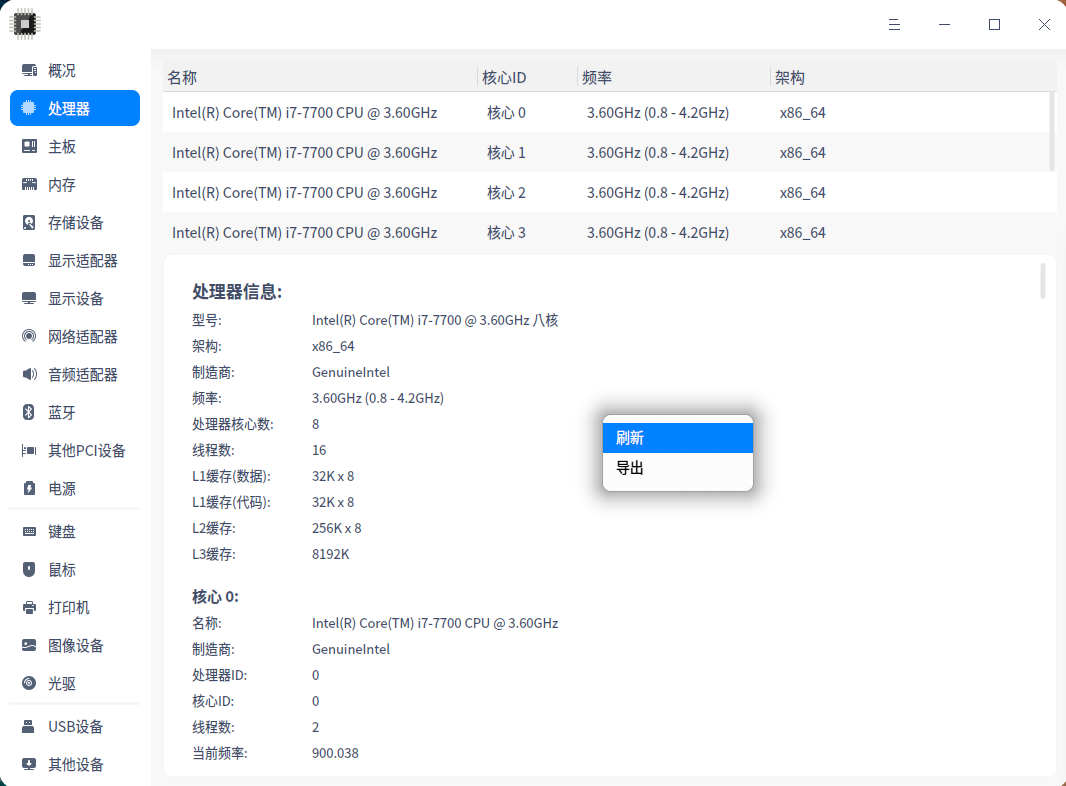 概况
处理器
主板
内存
存储设备
显示适配器
显示设备
网络适配器
音频适配器
蓝牙
其他PCI设备
电源
键盘
鼠标
打印机
图像设备
光驱
USB设备
其他设备
名称 核心ID 频率 架构
Intel(R) Core(TM) i7-7700 CPU @ 3.60GHz 核心 0 3.60GHz (0.8 - 4.2GHz) x86_64
Intel(R) Core(TM) i7-7700 CPU @ 3.60GHz 核心 1 3.60GHz (0.8 - 4.2GHz) x86_64
Intel(R) Core(TM) i7-7700 CPU @ 3.60GHz 核心 2 3.60GHz (0.8 - 4.2GHz) x86_64
Intel(R) Core(TM) i7-7700 CPU @ 3.60GHz 核心 3 3.60GHz (0.8 - 4.2GHz) x86_64
处理器信息:
型号: Intel(R) Core(TM) i7-7700 @ 3.60GHz 八核
架构: x86_64
制造商: GenuineIntel
频率: 3.60GHz (0.8 - 4.2GHz)
处理器核心数: 8
线程数: 16
L1缓存(数据): 32K x 8
L1缓存(代码): 32K x 8
L2缓存: 256K x 8
L3缓存: 8192K
核心 0:
名称: Intel(R) Core(TM) i7-7700 CPU @ 3.60GHz
制造商: GenuineIntel
处理器ID: 0
核心ID: 0
线程数: 2
当前频率: 900.038
刷新
导出